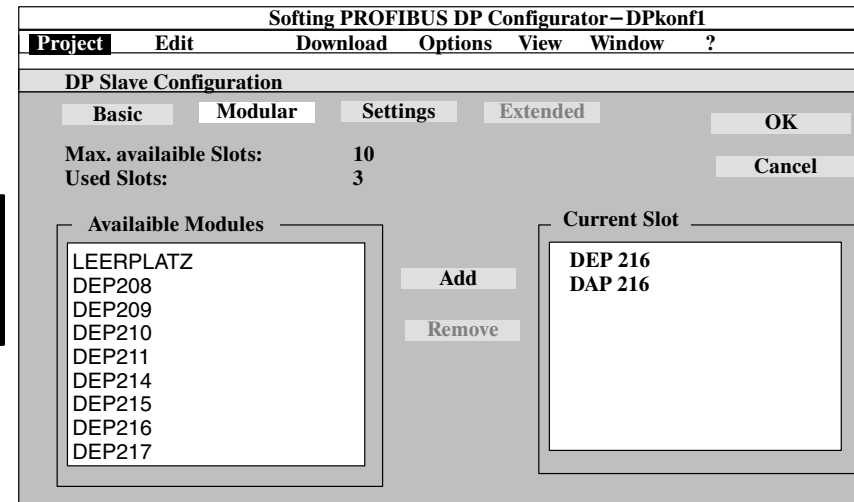 Softing PROFIBUS DP Configurator–DPkonf1
Project Edit Download Options View Window ?
DP Slave Configuration
Basic Modular Settings Extended
OK
Max. availaible Slots: 10
Used Slots: 3
Cancel
Availaible Modules
LEERPLATZ
DEP208
DEP209
DEP210
DEP211
DEP214
DEP215
DEP216
DEP217
Add
Remove
Current Slot
DEP 216
DAP 216